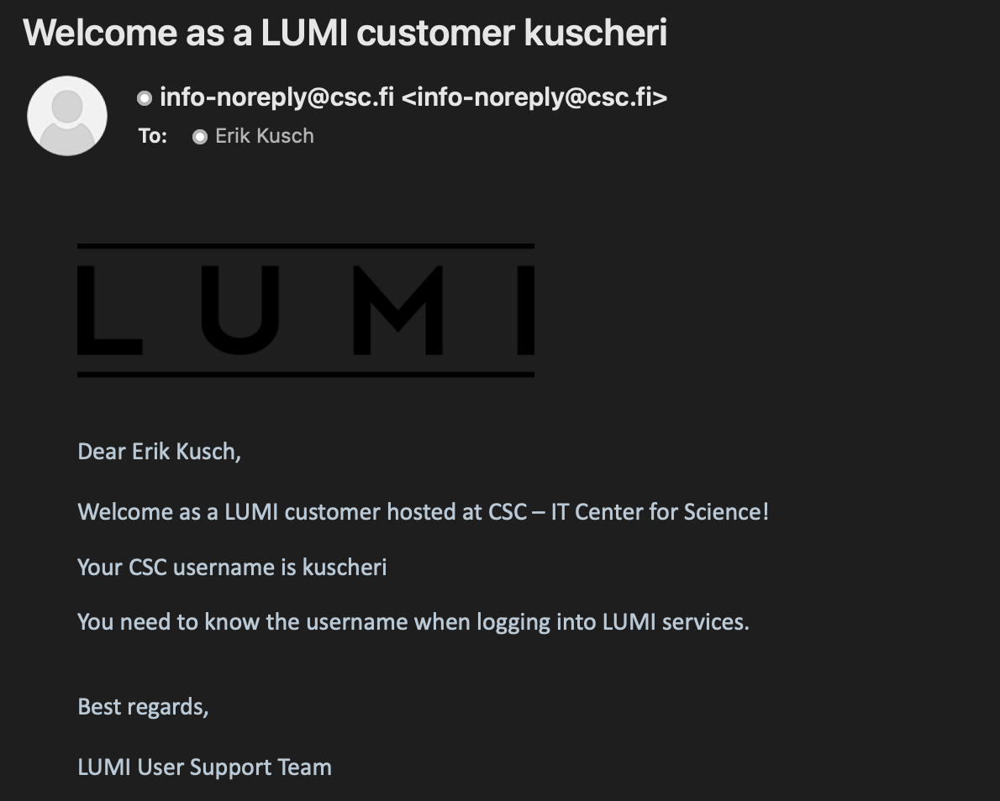 Welcome as a LUMI customer kuscheri
info-noreply@csc.fi <info-noreply@csc.fi>
To: Erik Kusch
LUMI
Dear Erik Kusch,
Welcome as a LUMI customer hosted at CSC – IT Center for Science!
Your CSC username is kuscheri
You need to know the username when logging into LUMI services.
Best regards,
LUMI User Support Team